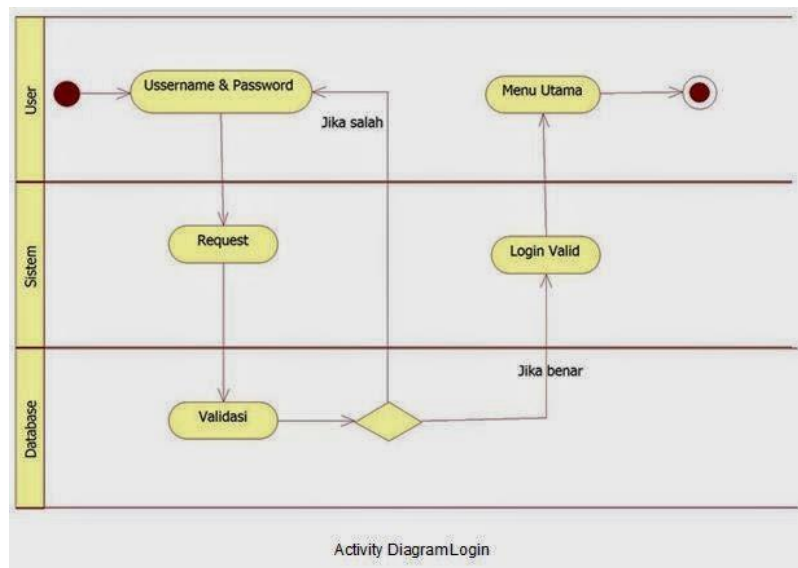 User
Ussername & Password
Menu Utama
Jika salah
Sistem
Request
Login Valid
Database
Jika benar
Validasi
Activity DiagramLogin